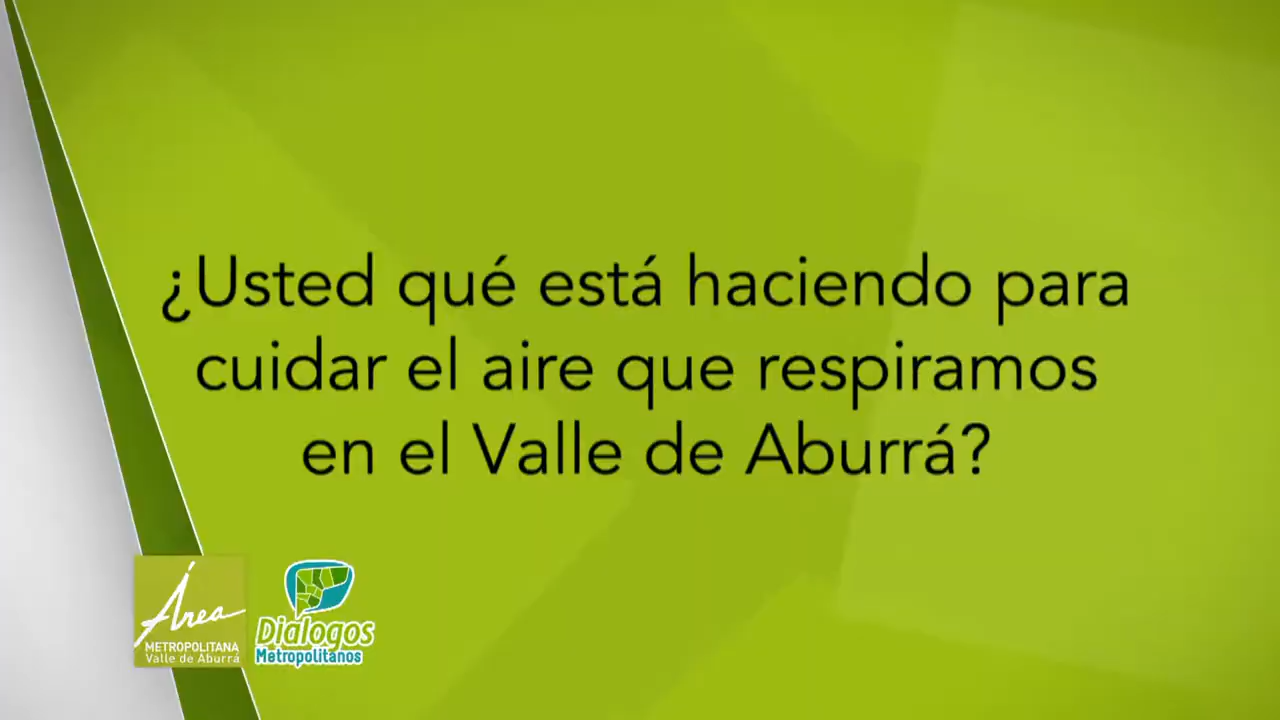 ¿Usted qué está haciendo para
cuidar el aire que respiramos
en el Valle de Aburrá?
Área
METROPOLITANA
Valle de Aburrá
Dialogos
Metropolitanos